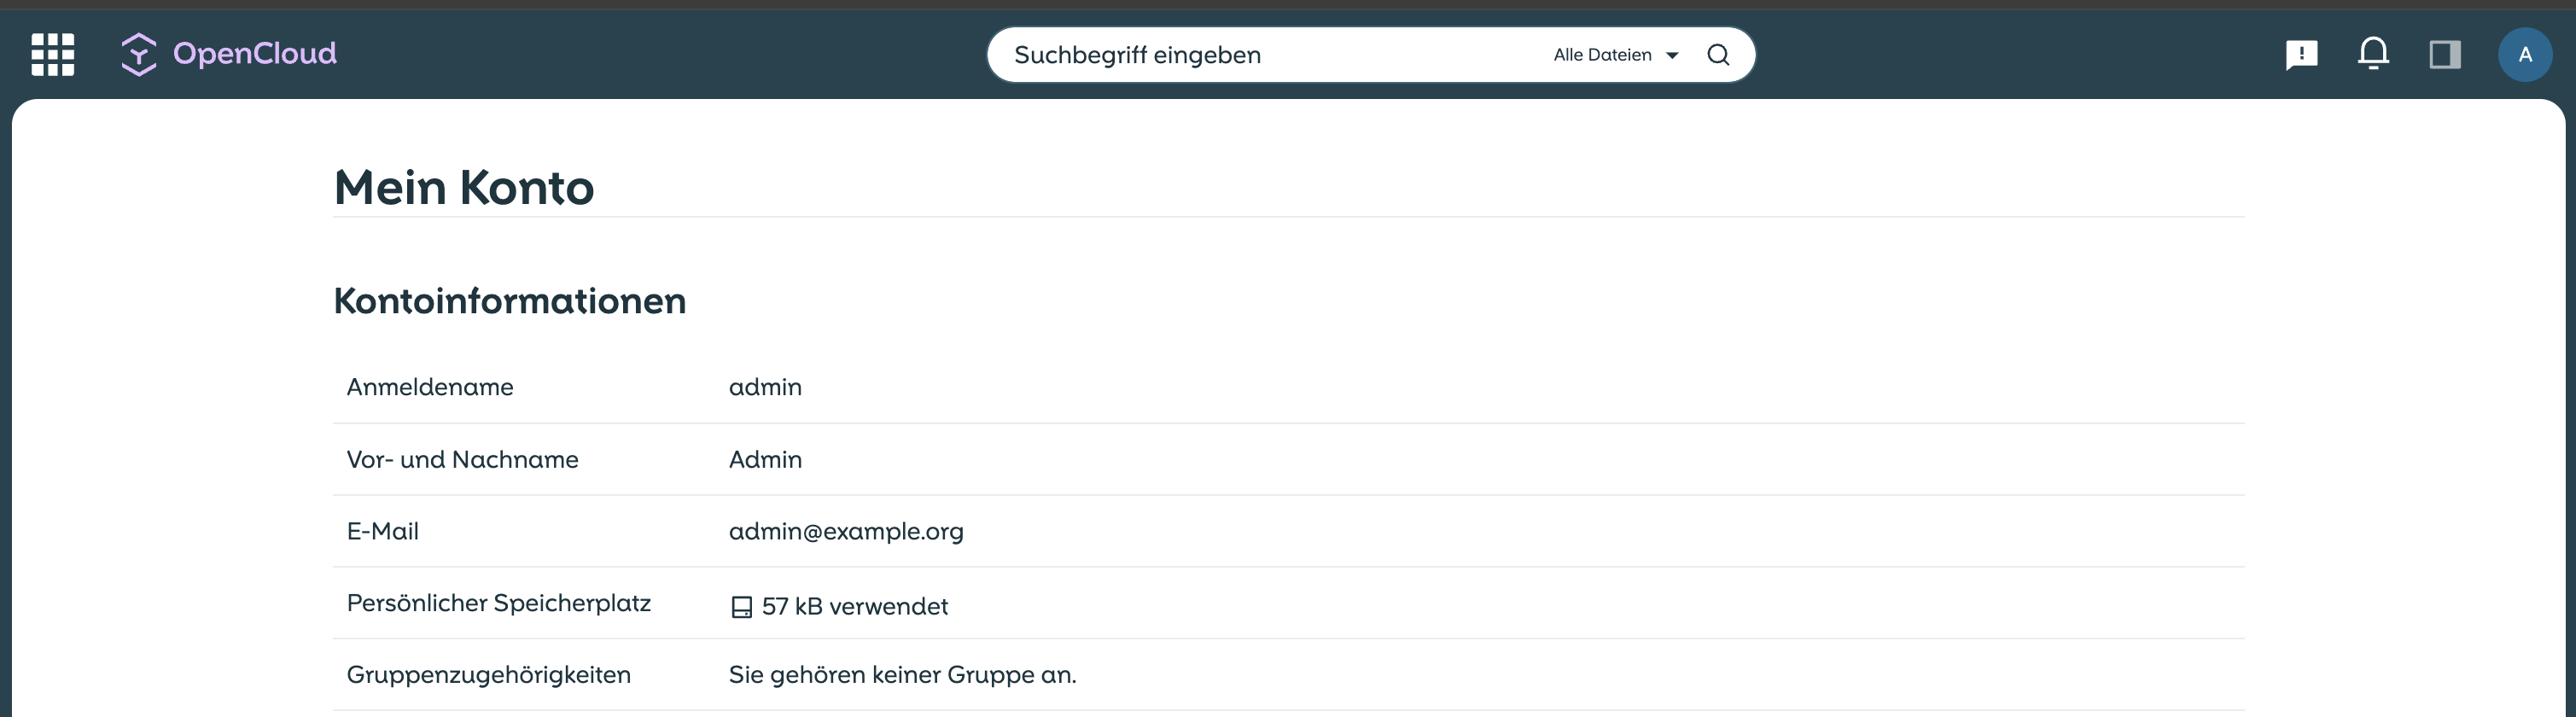 OpenCloud
Suchbegriff eingeben
Alle Dateien
A
Mein Konto
Kontoinformationen
Anmeldename admin
Vor- und Nachname Admin
E-Mail admin@example.org
Persönlicher Speicherplatz 57 kB verwendet
Gruppenzugehörigkeiten Sie gehören keiner Gruppe an.